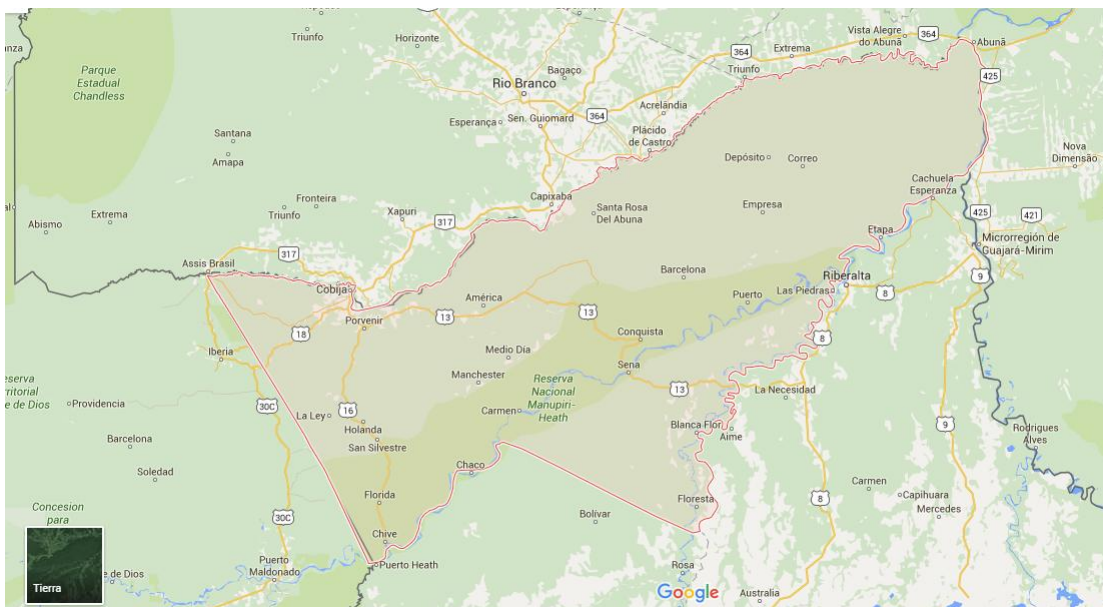 Triunfo
Horizonte
364
364
Extrema
Vista Alegre
do Abunã
364
Abunã
425
Parque
Estadual
Chandless
Bagaço
Rio Branco
Triunfo
Acrelândia
Esperança
Sen. Guiomard
364
Plácido
de Castro
Santana
Amapa
Depósito
Correo
Nova
Dimensão
Cachuela
Esperanza
Extrema
Abismo
Fronteira
Triunfo
Xapuri
317
Capixaba
Santa Rosa
Del Abuna
Empresa
425
421
Etapa
Microrregión de
Guajará-Mirim
317
Assis Brasil
Cobija
América
Barcelona
Puerto
Las Piedras
Riberalta
8
9
Porvenir
13
13
18
Iberia
Medio Dia
Conquista
8
Manchester
Sena
Reserva
Nacional
Manupiri-
Heath
13
La Necesidad
Providencia
30C
La Ley
16
Holanda
San Silvestre
Carmen
Blanca Flor
Aime
9
Rodrigues
Alves
Barcelona
Soledad
Chaco
Florida
Floresta
8
Carmen
Capihuara
Mercedes
Concesion
para
30C
Bolívar
Chive
Puerto
Maldonado
Puerto Heath
Rosa
Australia
Tierra
e de Dios
Google